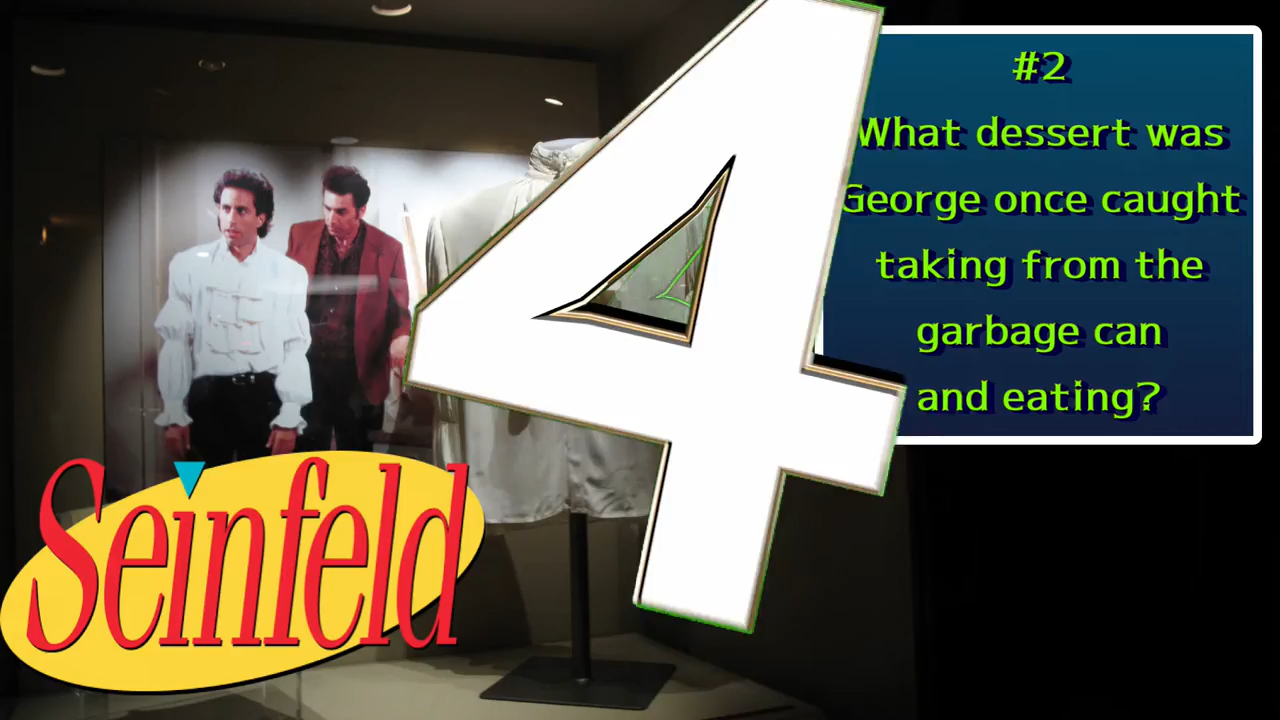 #2
What dessert was
George once caught
taking from the
garbage can
and eating?
4
Seinfeld